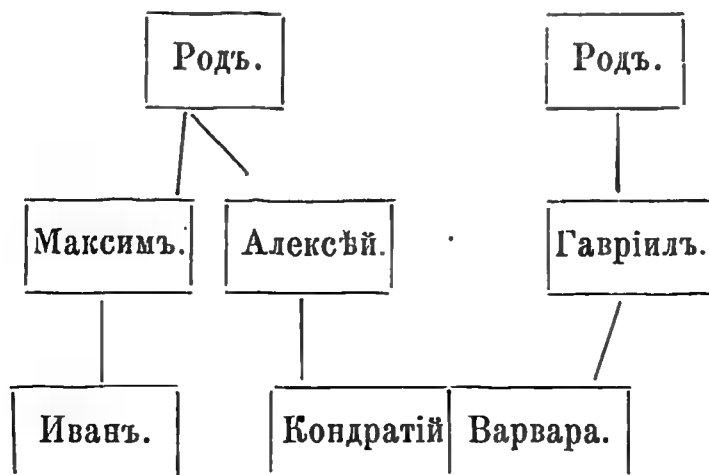 Родъ. Родъ.
Максимъ. Алексѣй. Гавріилъ.
Иванъ. Кондратій Варвара.